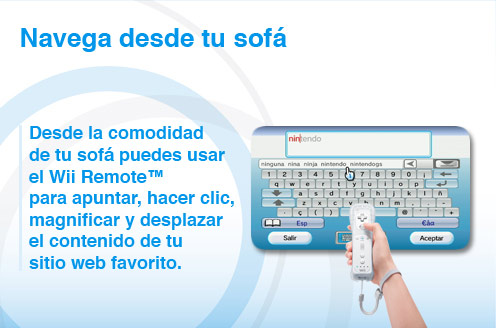 Navega desde tu sofá
Desde la comodidad
de tu sofá puedes usar
el Wii Remote™
para apuntar, hacer clic,
magnificar y desplazar
el contenido de tu
sitio web favorito.
nintendo
ninguna nina ninja nintendo nintendogs
1 2 3 4 5 6 7 8 9 0
q w e r t y u i o p
a s d f g h j k l ñ
z x c v b n m
Esp
Salir
Aceptar